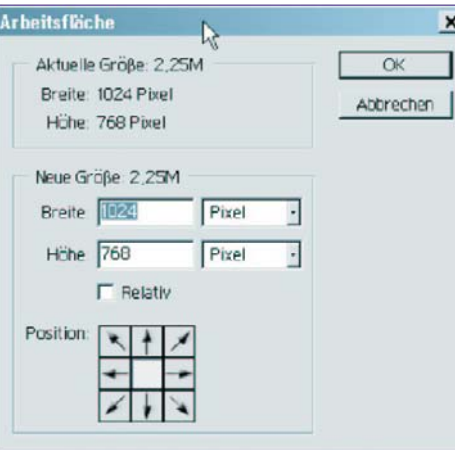 Arbeitsfläche
Aktuelle Größe: 2,25M
Breite: 1024 Pixel
Höhe: 768 Pixel
OK
Abbrechen
Neue Größe: 2,25M
Breite 1024 Pixel
Höhe 768 Pixel
Relativ
Position: